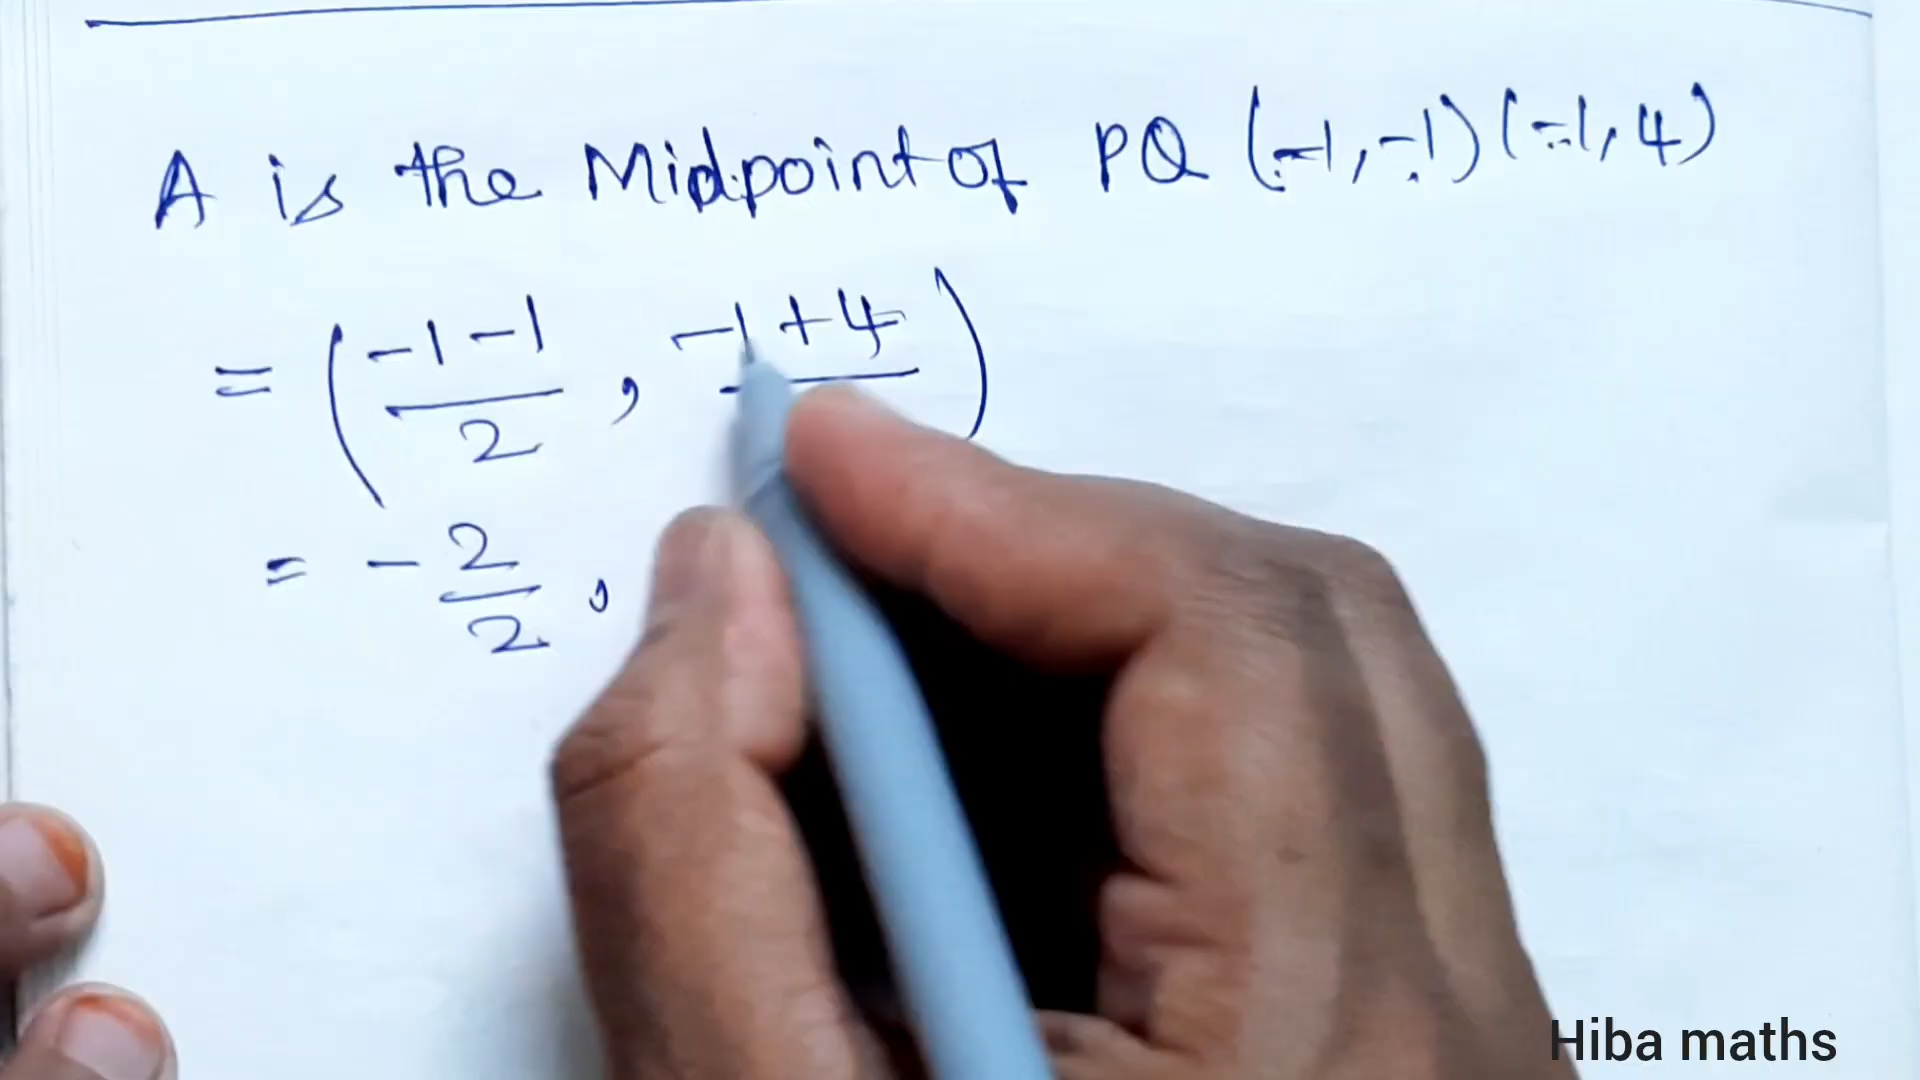 A is the Midpoint of PQ (-1, -1) (-1, 4)
= (-1 -1 / 2, -1 + 4)
= - 2/2,
Hiba maths